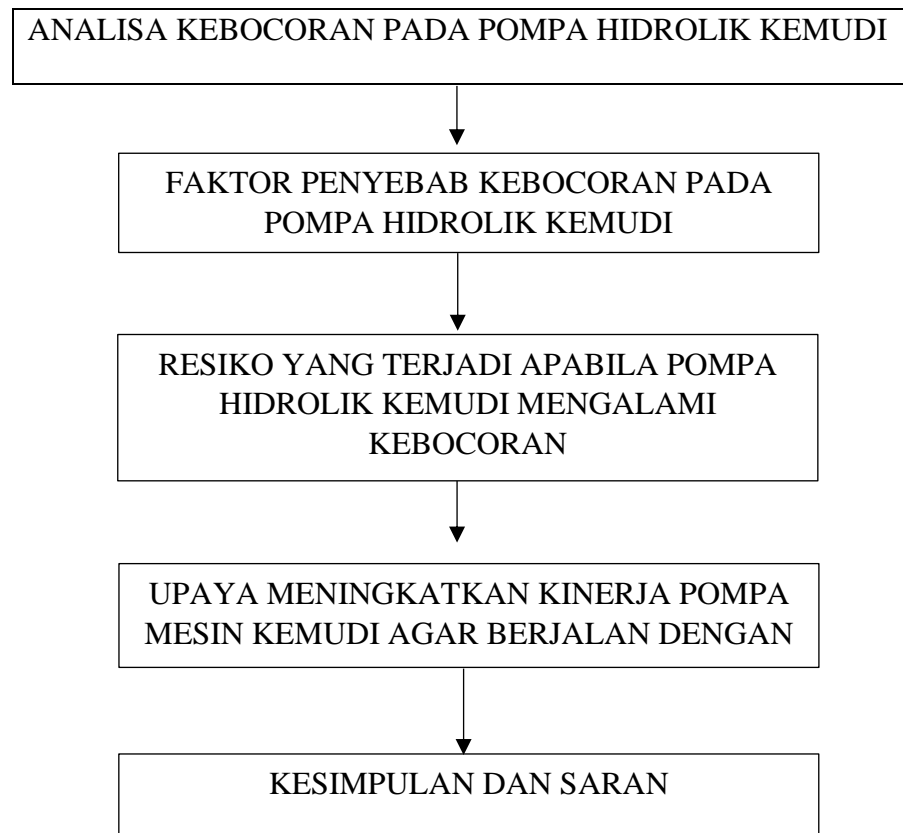 ANALISA KEBOCORAN PADA POMPA HIDROLIK KEMUDI
FAKTOR PENYEBAB KEBOCORAN PADA
POMPA HIDROLIK KEMUDI
RESIKO YANG TERJADI APABILA POMPA
HIDROLIK KEMUDI MENGALAMI
KEBOCORAN
UPAYA MENINGKATKAN KINERJA POMPA
MESIN KEMUDI AGAR BERJALAN DENGAN
KESIMPULAN DAN SARAN